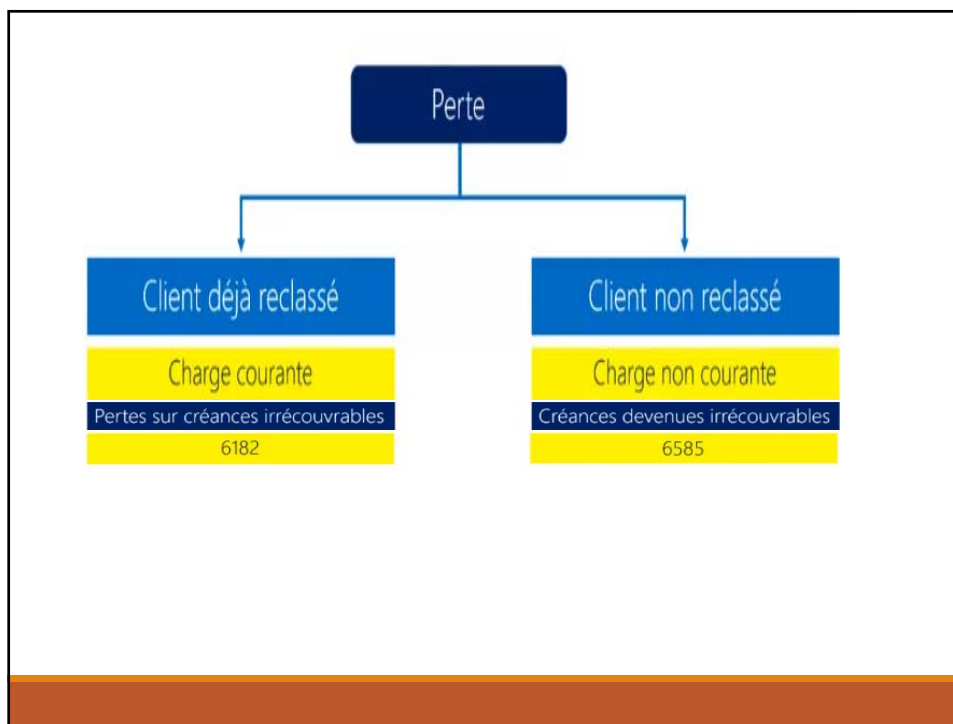 Perte
Client déjà reclassé
Charge courante
Pertes sur créances irrécouvrables
6182
Client non reclassé
Charge non courante
Créances devenues irrécouvrables
6585